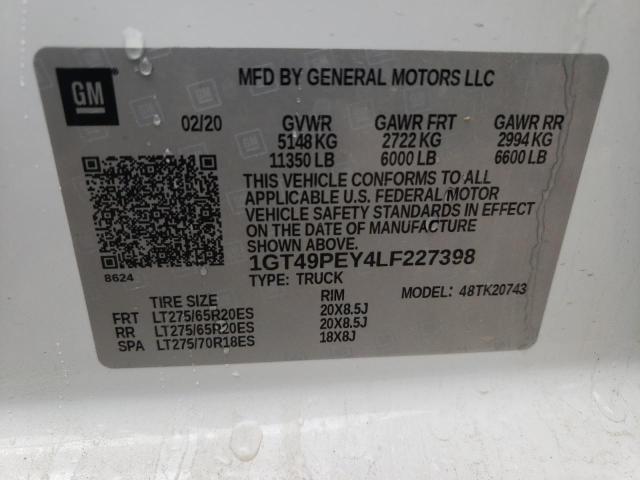 GM
MFD BY GENERAL MOTORS LLC
02/20 GVWR GAWR FRT GAWR RR
5148 KG 2722 KG 2994 KG
11350 LB 6000 LB 6600 LB
THIS VEHICLE CONFORMS TO ALL
APPLICABLE U.S. FEDERAL MOTOR
VEHICLE SAFETY STANDARDS IN EFFECT
ON THE DATE OF MANUFACTURE
8624
1GT49PEY4LF227398
TYPE: TRUCK
MODEL: 48TK20743
TIRE SIZE RIM
FRT LT275/65R20ES 20X8.5J
RR LT275/65R20ES 20X8.5J
SPA LT275/70R18ES 18X8J